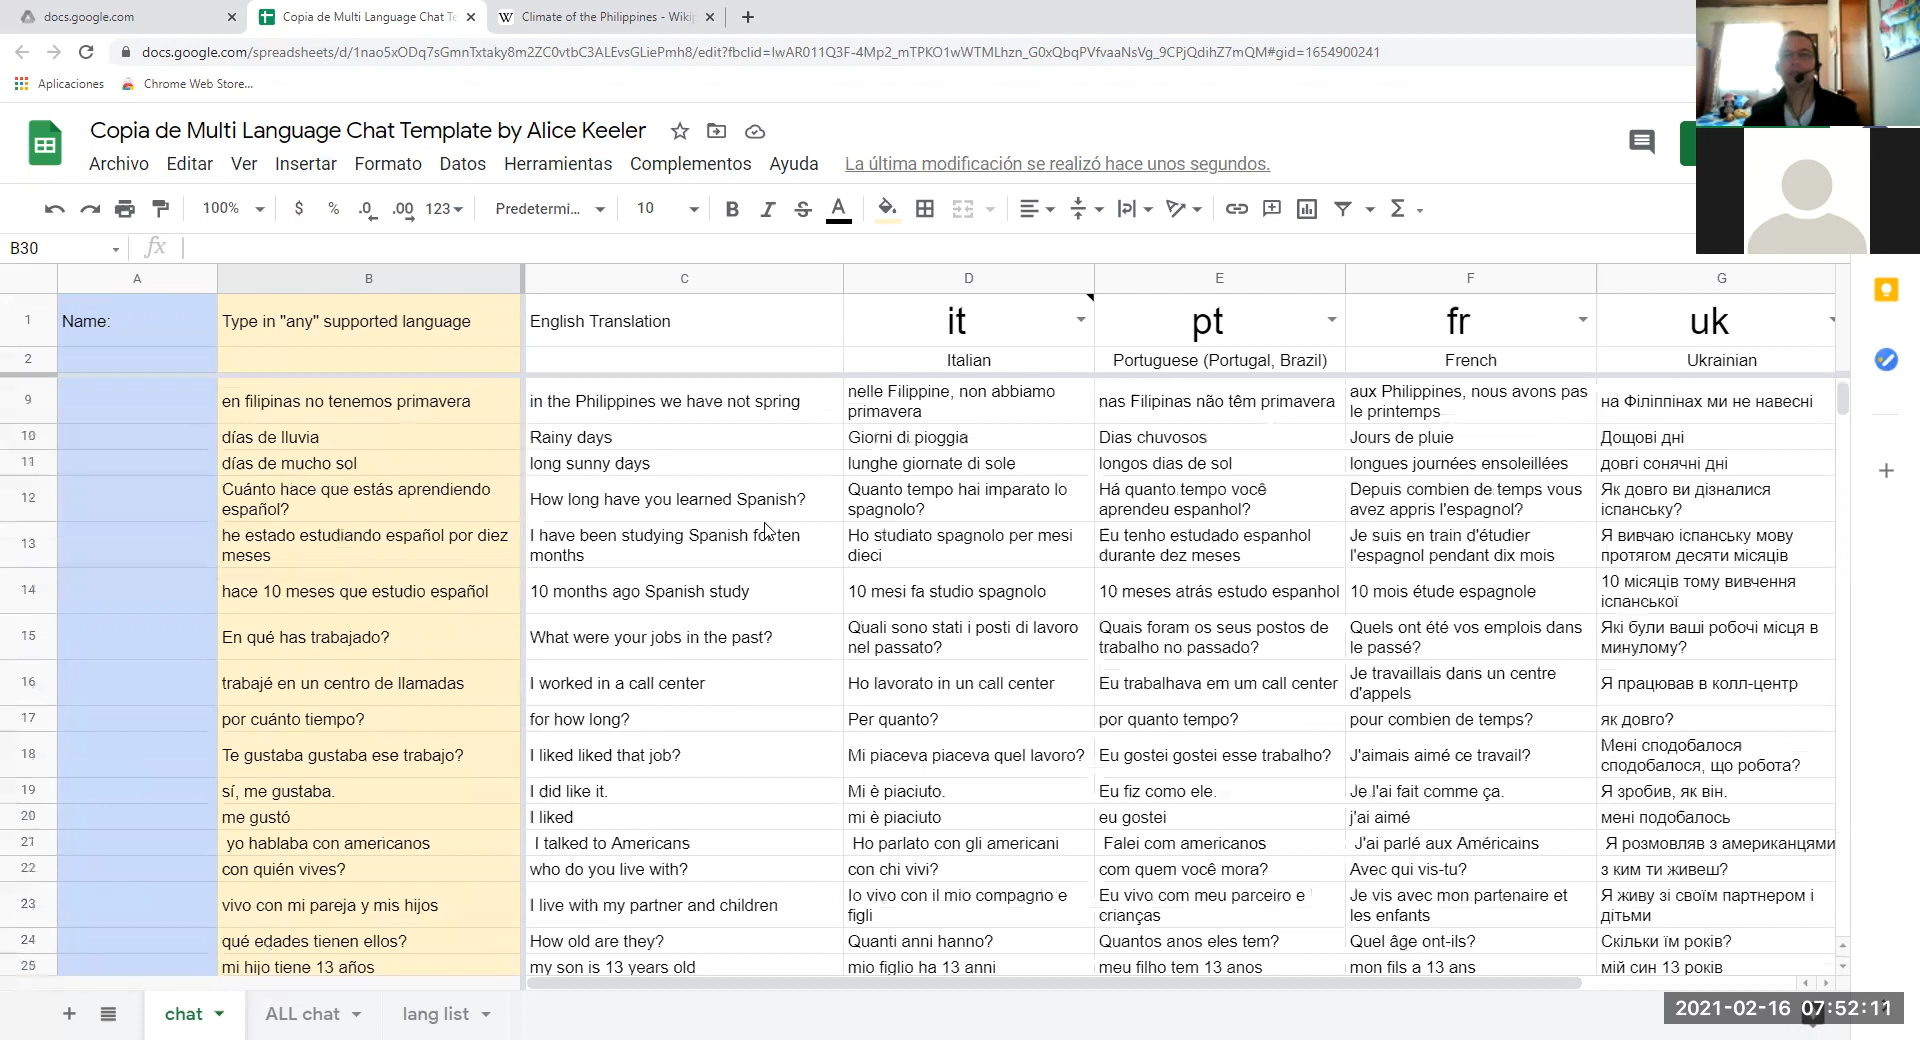 docs.google.com
Copia de Multi Language Chat Te
Climate of the Philippines - Wiki
docs.google.com/spreadsheets/d/1nao5xODq7sGmnTxtaky8m2ZC0vtbC3ALEvsGLiePmh8/edit?fbclid=IwAR011Q3F-4Mp2_mTPKO1wWTMLhzn_G0xQbqPVfvaaNsVg_9CPjQdihZ7mQM#gid=1654900241
Aplicaciones Chrome Web Store...
Copia de Multi Language Chat Template by Alice Keeler
Archivo Editar Ver Insertar Formato Datos Herramientas Complementos Ayuda La última modificación se realizó hace unos segundos.
100% $ % .0 .00 123 Predetermi... 10 B I S A Σ
B30 fx
A B C D E F G
1 Name: Type in "any" supported language English Translation it pt fr uk
2 Italian Portuguese (Portugal, Brazil) French Ukrainian
9 en filipinas no tenemos primavera in the Philippines we have not spring nelle Filippine, non abbiamo primavera nas Filipinas não têm primavera aux Philippines, nous avons pas le printemps на Філіппінах ми не навесні
10 días de lluvia Rainy days Giorni di pioggia Dias chuvosos Jours de pluie Дощові дні
11 días de mucho sol long sunny days lunghe giornate di sole longos dias de sol longues journées ensoleillées довгі сонячні дні
12 Cuánto hace que estás aprendiendo español? How long have you learned Spanish? Quanto tempo hai imparato lo spagnolo? Há quanto tempo você aprendeu espanhol? Depuis combien de temps vous avez appris l'espagnol? Як довго ви дізналися іспанську?
13 he estado estudiando español por diez meses I have been studying Spanish for ten months Ho studiato spagnolo per mesi dieci Eu tenho estudado espanhol durante dez meses Je suis en train d'étudier l'espagnol pendant dix mois Я вивчаю іспанську мову протягом десяти місяців
14 hace 10 meses que estudio español 10 months ago Spanish study 10 mesi fa studio spagnolo 10 meses atrás estudo espanhol 10 mois étude espagnole 10 місяців тому вивчення іспанської
15 En qué has trabajado? What were your jobs in the past? Quali sono stati i posti di lavoro nel passato? Quais foram os seus postos de trabalho no passado? Quels ont été vos emplois dans le passé? Які були ваші робочі місця в минулому?
16 trabajé en un centro de llamadas I worked in a call center Ho lavorato in un call center Eu trabalhava em um call center Je travaillais dans un centre d'appels Я працював в колл-центр
17 por cuánto tiempo? for how long? Per quanto? por quanto tempo? pour combien de temps? як довго?
18 Te gustaba gustaba ese trabajo? I liked liked that job? Mi piaceva piaceva quel lavoro? Eu gostei gostei esse trabalho? J'aimais aimé ce travail? Мені сподобалося сподобалося, що робота?
19 sí, me gustaba. I did like it. Mi è piaciuto. Eu fiz como ele. Je l'ai fait comme ça. Я зробив, як він.
20 me gustó I liked mi è piaciuto eu gostei j'ai aimé мені подобалось
21 yo hablaba con americanos I talked to Americans Ho parlato con gli americani Falei com americanos J'ai parlé aux Américains Я розмовляв з американцями
22 con quién vives? who do you live with? con chi vivi? com quem você mora? Avec qui vis-tu? з ким ти живеш?
23 vivo con mi pareja y mis hijos I live with my partner and children Io vivo con il mio compagno e figli Eu vivo com meu parceiro e crianças Je vis avec mon partenaire et les enfants Я живу зі своїм партнером і дітьми
24 qué edades tienen ellos? How old are they? Quanti anni hanno? Quantos anos eles tem? Quel âge ont-ils? Скільки їм років?
25 mi hijo tiene 13 años my son is 13 years old mio figlio ha 13 anni meu filho tem 13 anos mon fils a 13 ans мій син 13 років
chat ALL chat lang list
2021-02-16 07:52:11